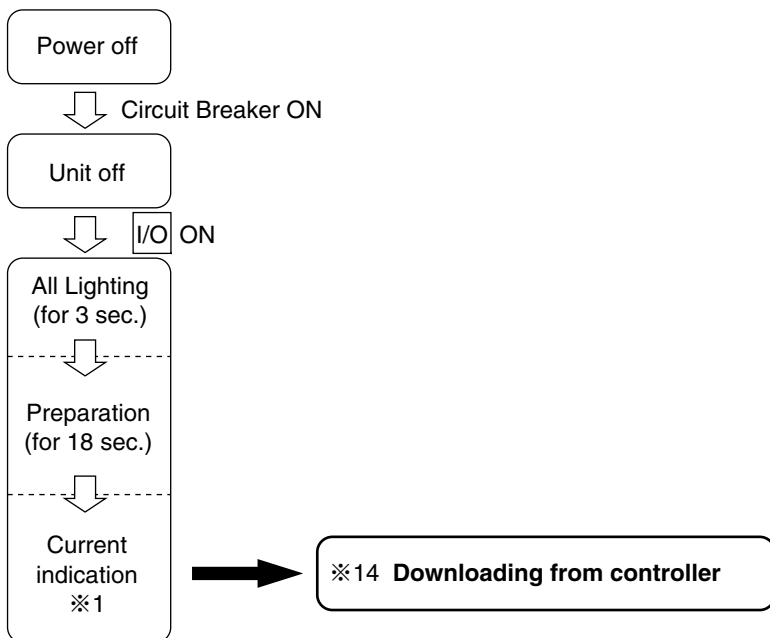 Power off
Circuit Breaker ON
Unit off
I/O ON
All Lighting
(for 3 sec.)
Preparation
(for 18 sec.)
Current
indication
※1
※14 Downloading from controller